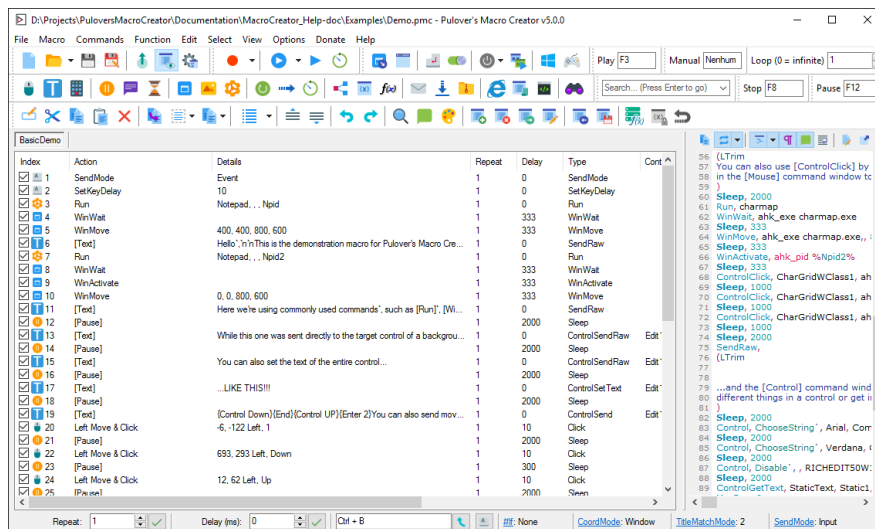 D:\Projects\PuloversMacroCreator\Documentation\MacroCreator_Help-doc\Examples\Demo.pmc - Pulover's Macro Creator v5.0.0
File Macro Commands Function Edit Select View Options Donate Help
Play F3 Manual Nenhum Loop (0 = infinite) 1
Search... (Press Enter to go) Stop F8 Pause F12
BasicDemo
Index Action Details Repeat Delay Type Cont
1 SendMode Event 1 0 SendMode
2 SetKeyDelay 10 1 0 SetKeyDelay
3 Run Notepad, , , Npid 1 0 Run
4 WinWait 1 333 WinWait
5 WinMove 400, 400, 800, 600 1 333 WinMove
6 [Text] Hello`,`n`nThis is the demonstration macro for Pulover's Macro Cre... 1 0 SendRaw
7 Run Notepad, , , Npid2 1 0 Run
8 WinWait 1 333 WinWait
9 WinActivate 1 333 WinActivate
10 WinMove 0, 0, 800, 600 1 333 WinMove
11 [Text] Here we're using commonly used commands`, such as [Run]`, [Wi... 1 0 SendRaw
12 [Pause] 1 2000 Sleep
13 [Text] While this one was sent directly to the target control of a backgrou... 1 0 ControlSendRaw Edit
14 [Pause] 1 2000 Sleep
15 [Text] You can also set the text of the entire control... 1 0 ControlSendRaw Edit
16 [Pause] 1 2000 Sleep
17 [Text] ...LIKE THIS!!! 1 0 ControlSetText Edit
18 [Pause] 1 2000 Sleep
19 [Text] {Control Down}{End}{Control UP}{Enter 2}You can also send mov... 1 0 ControlSend Edit
20 Left Move & Click -6, -122 Left, 1 1 10 Click
21 [Pause] 1 2000 Sleep
22 Left Move & Click 693, 293 Left, Down 1 10 Click
23 [Pause] 1 300 Sleep
24 Left Move & Click 12, 62 Left, Up 1 10 Click
25 [Pause] 1 2000 Sleep
56 (LTrim
57 You can also use [ControlClick] by
58 in the [Mouse] command window to
59 )
60 Sleep, 2000
61 Run, charmap
62 WinWait, ahk_exe charmap.exe
63 Sleep, 333
64 WinMove, ahk_exe charmap.exe,,
65 Sleep, 333
66 WinActivate, ahk_pid %Npid2%
67 Sleep, 333
68 ControlClick, CharGridWClass1, ah
69 Sleep, 1000
70 ControlClick, CharGridWClass1, ah
71 Sleep, 1000
72 ControlClick, CharGridWClass1, ah
73 Sleep, 1000
74 Sleep, 2000
75 SendRaw,
76 (LTrim
77
78
79 ...and the [Control] command wind
80 different things in a control or get i
81 )
82 Sleep, 2000
83 Control, ChooseString`, Arial, Com
84 Sleep, 2000
85 Control, ChooseString`, Verdana, C
86 Sleep, 2000
87 Control, Disable`, , RICHEDIT50W
88 Sleep, 2000
89 ControlGetText, StaticText, Static1,
Repeat: 1 Delay (ms): 0 Ctrl + B #If: None CoordMode: Window TitleMatchMode: 2 SendMode: Input